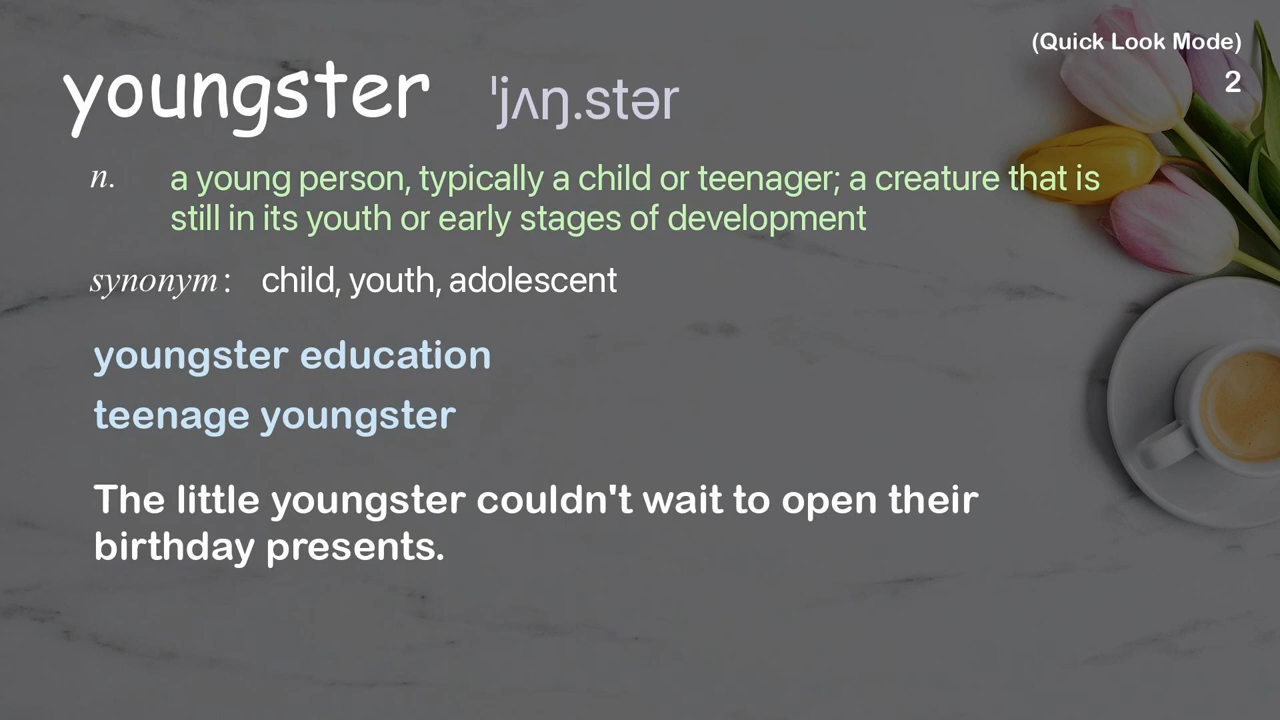 (Quick Look Mode)
2
youngster ˈjʌŋ.stər
n. a young person, typically a child or teenager; a creature that is
still in its youth or early stages of development
synonym: child, youth, adolescent
youngster education
teenage youngster
The little youngster couldn't wait to open their
birthday presents.